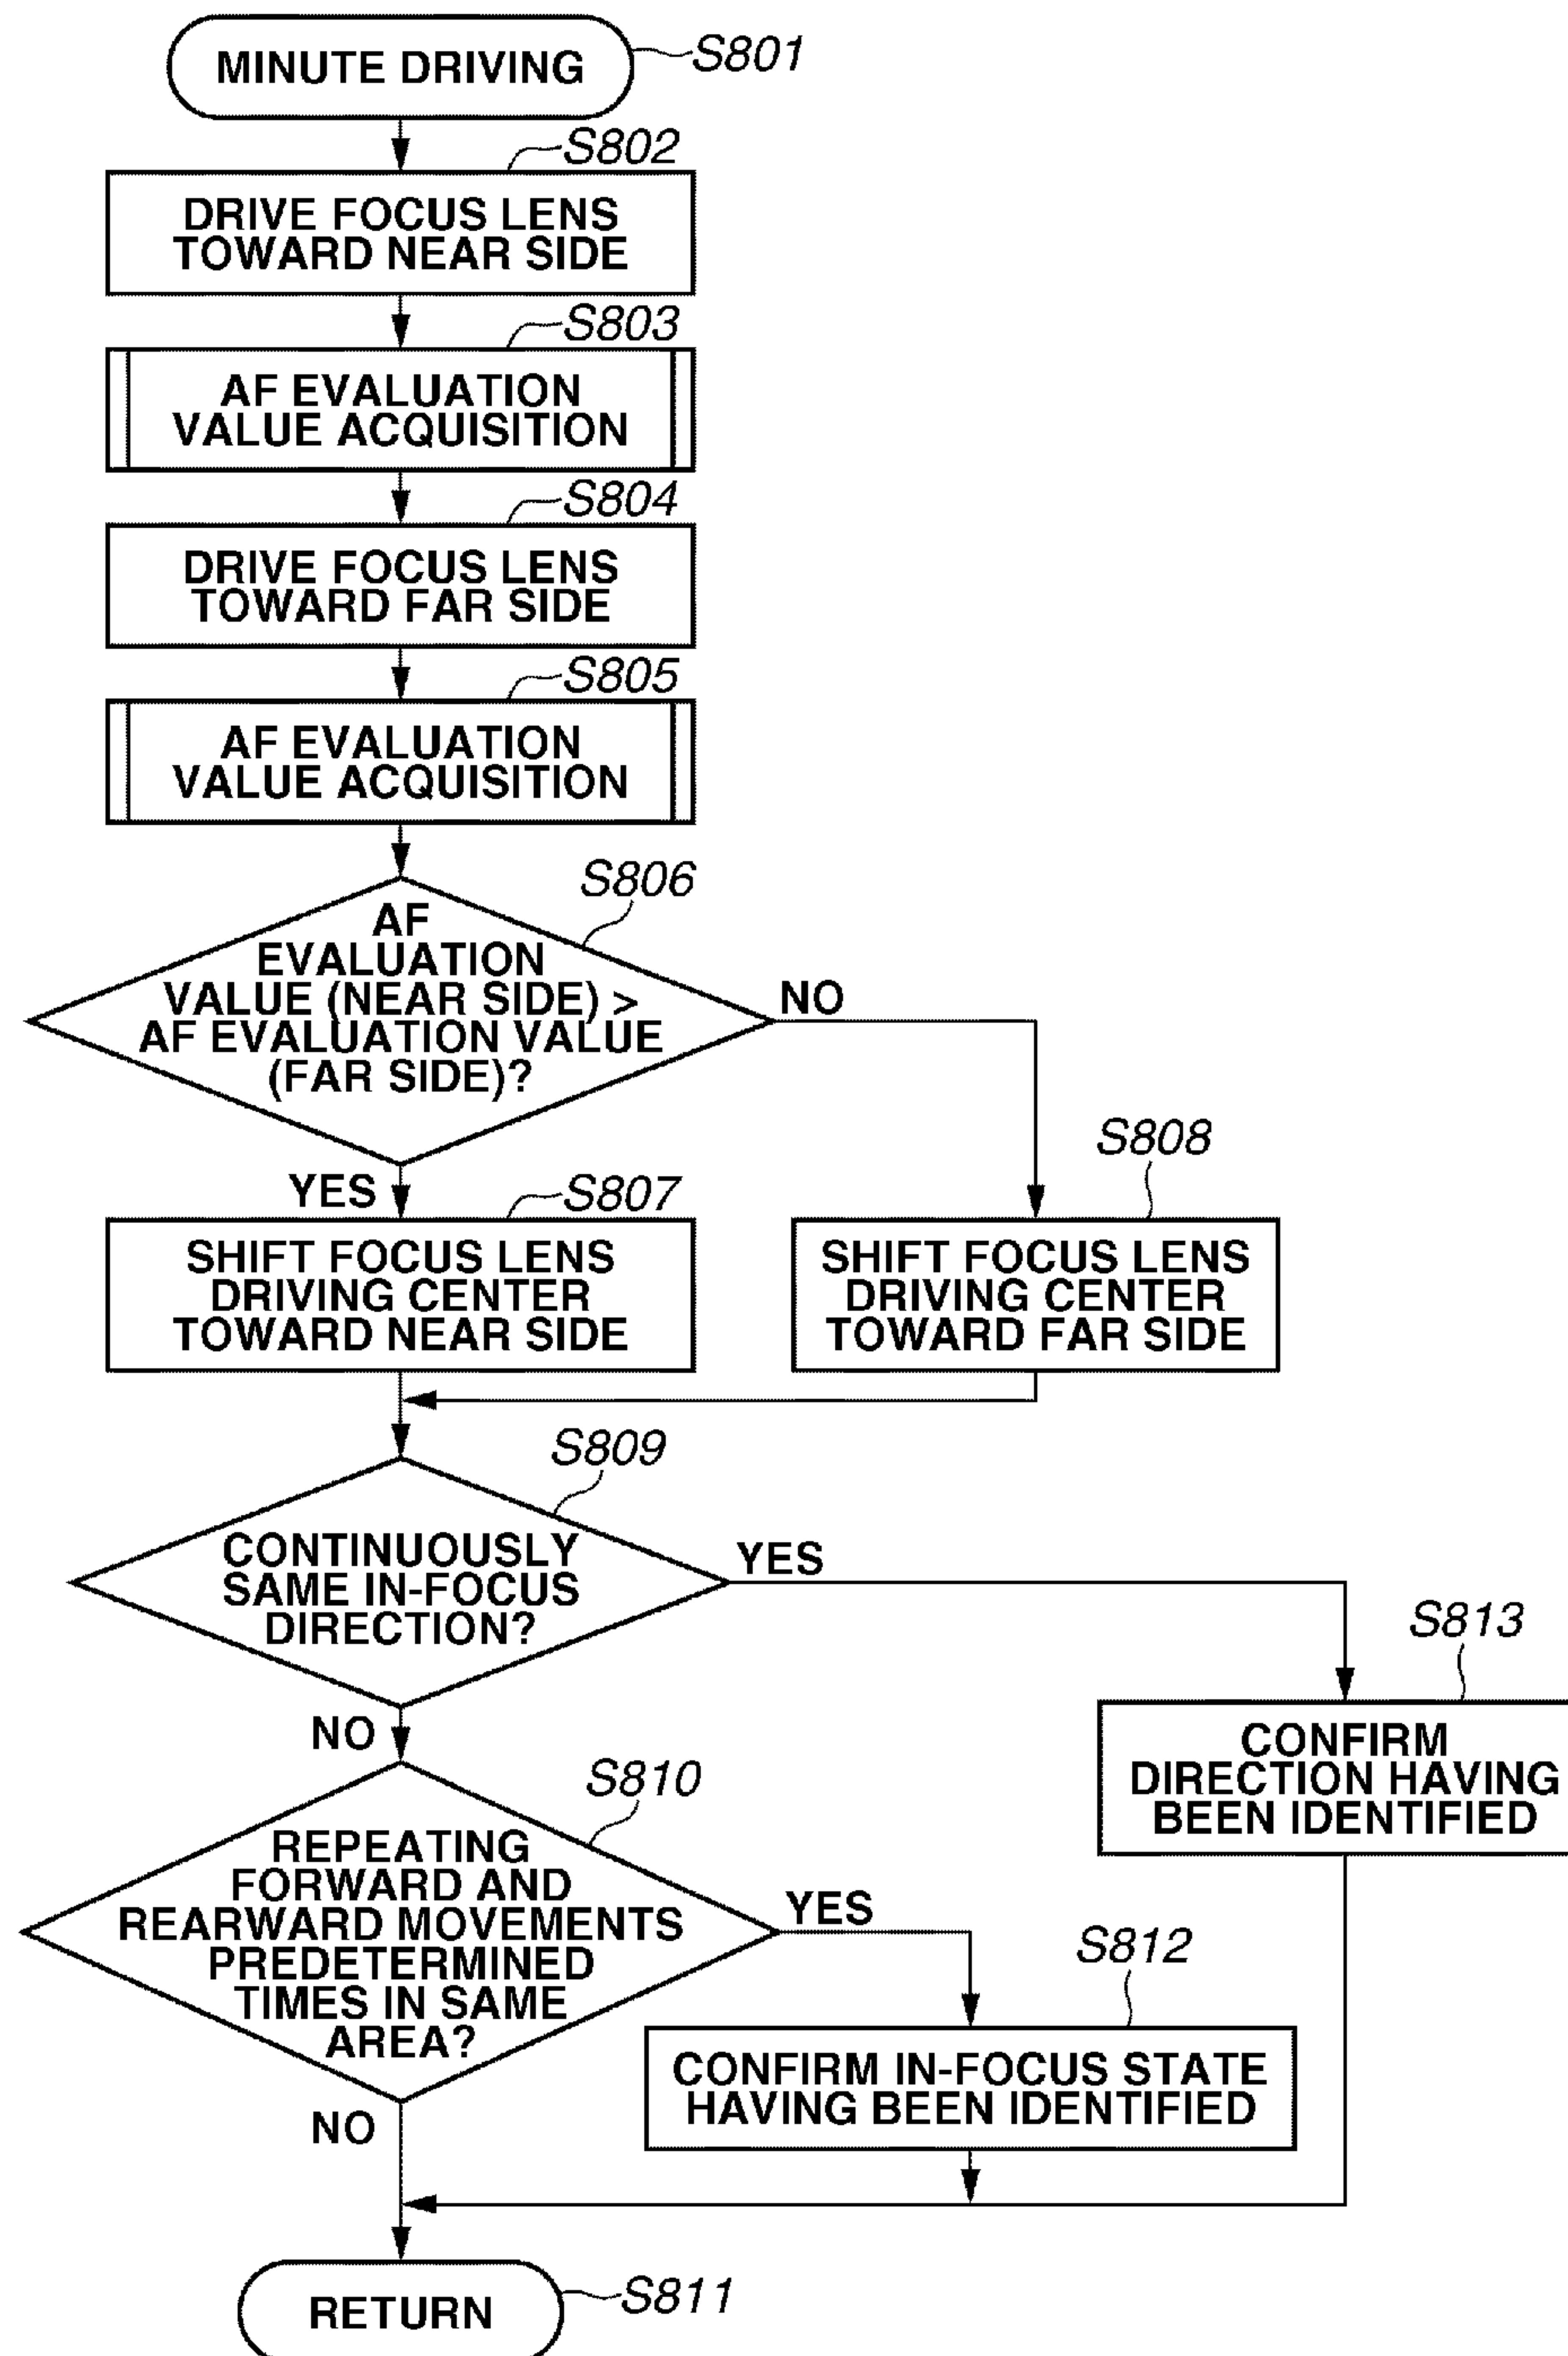 MINUTE DRIVING
S801
S802
DRIVE FOCUS LENS
TOWARD NEAR SIDE
S803
AF EVALUATION
VALUE ACQUISITION
S804
DRIVE FOCUS LENS
TOWARD FAR SIDE
S805
AF EVALUATION
VALUE ACQUISITION
S806
AF
EVALUATION
VALUE (NEAR SIDE) >
AF EVALUATION VALUE
(FAR SIDE)?
NO
YES
S807
SHIFT FOCUS LENS
DRIVING CENTER
TOWARD NEAR SIDE
S808
SHIFT FOCUS LENS
DRIVING CENTER
TOWARD FAR SIDE
S809
CONTINUOUSLY
SAME IN-FOCUS
DIRECTION?
YES
NO
S813
CONFIRM
DIRECTION HAVING
BEEN IDENTIFIED
S810
REPEATING
FORWARD AND
REARWARD MOVEMENTS
PREDETERMINED
TIMES IN SAME
AREA?
YES
NO
S812
CONFIRM IN-FOCUS STATE
HAVING BEEN IDENTIFIED
RETURN
S811